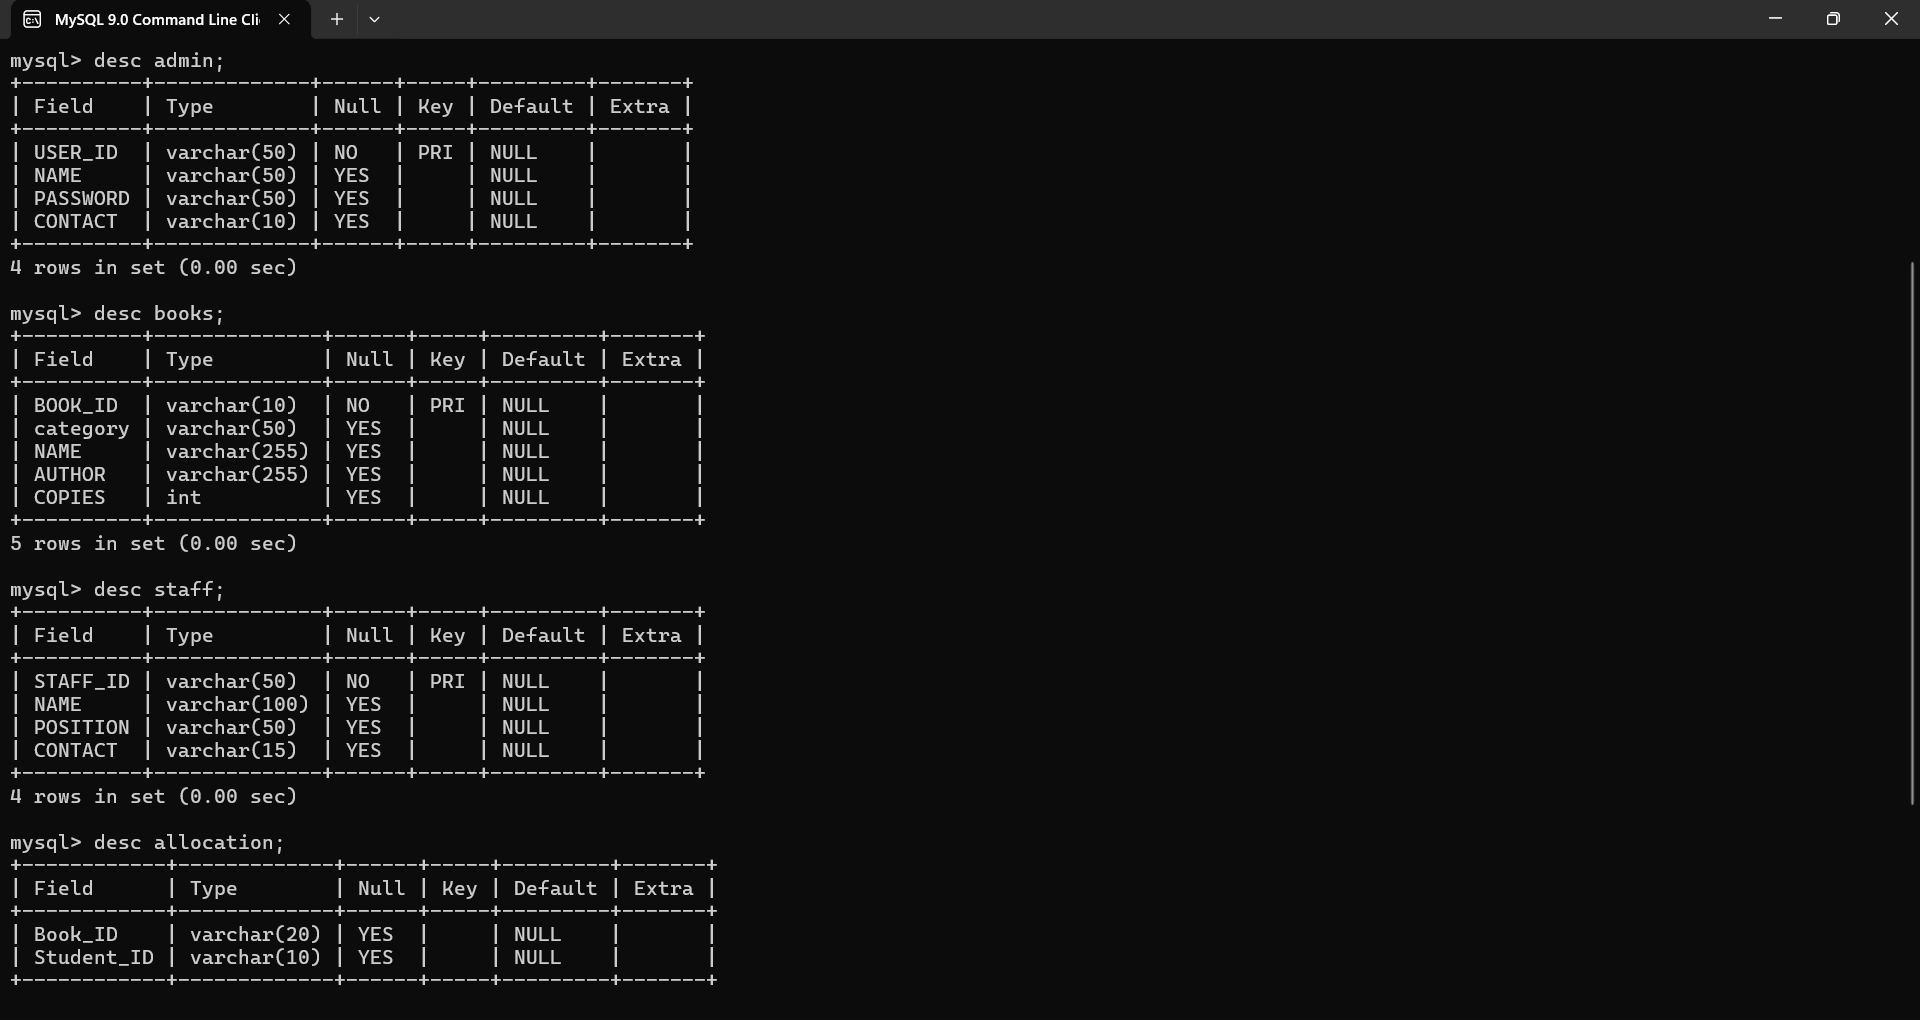 MySQL 9.0 Command Line Cli
mysql> desc admin;
+----------+-------------+------+-----+---------+-------+
| Field    | Type        | Null | Key | Default | Extra |
+----------+-------------+------+-----+---------+-------+
| USER_ID  | varchar(50) | NO   | PRI | NULL    |       |
| NAME     | varchar(50) | YES  |     | NULL    |       |
| PASSWORD | varchar(50) | YES  |     | NULL    |       |
| CONTACT  | varchar(10) | YES  |     | NULL    |       |
+----------+-------------+------+-----+---------+-------+
4 rows in set (0.00 sec)

mysql> desc books;
+----------+--------------+------+-----+---------+-------+
| Field    | Type         | Null | Key | Default | Extra |
+----------+--------------+------+-----+---------+-------+
| BOOK_ID  | varchar(10)  | NO   | PRI | NULL    |       |
| category | varchar(50)  | YES  |     | NULL    |       |
| NAME     | varchar(255) | YES  |     | NULL    |       |
| AUTHOR   | varchar(255) | YES  |     | NULL    |       |
| COPIES   | int          | YES  |     | NULL    |       |
+----------+--------------+------+-----+---------+-------+
5 rows in set (0.00 sec)

mysql> desc staff;
+----------+--------------+------+-----+---------+-------+
| Field    | Type         | Null | Key | Default | Extra |
+----------+--------------+------+-----+---------+-------+
| STAFF_ID | varchar(50)  | NO   | PRI | NULL    |       |
| NAME     | varchar(100) | YES  |     | NULL    |       |
| POSITION | varchar(50)  | YES  |     | NULL    |       |
| CONTACT  | varchar(15)  | YES  |     | NULL    |       |
+----------+--------------+------+-----+---------+-------+
4 rows in set (0.00 sec)

mysql> desc allocation;
+------------+-------------+------+-----+---------+-------+
| Field      | Type        | Null | Key | Default | Extra |
+------------+-------------+------+-----+---------+-------+
| Book_ID    | varchar(20) | YES  |     | NULL    |       |
| Student_ID | varchar(10) | YES  |     | NULL    |       |
+------------+-------------+------+-----+---------+-------+